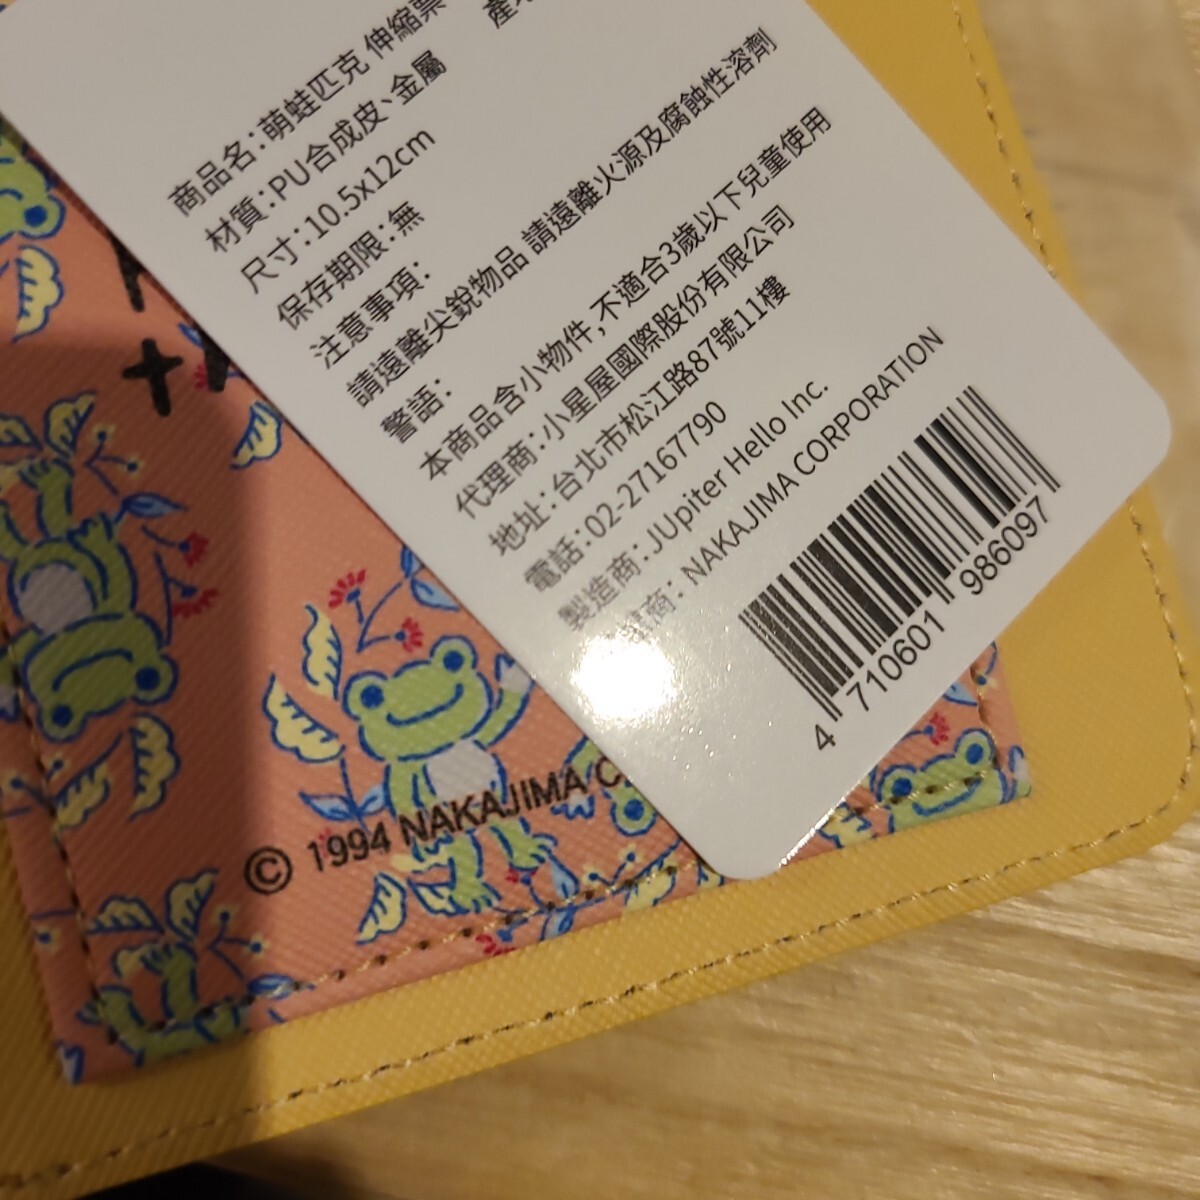 商品名：萌蛙匹克 伸縮票
產
材質：PU合成皮、金屬
尺寸：10.5x12cm
保存期限：無
注意事項：
請遠離尖銳物品 請遠離火源及腐蝕性溶劑
警語：
本商品含小物件，不適合3歲以下兒童使用
代理商：小星屋國際股份有限公司
地址：台北市松江路87號11樓
電話：02-27167790
製造商：JUpiter Hello Inc.
商：NAKAJIMA CORPORATION
4 710601 986097
© 1994 NAKAJIMA C